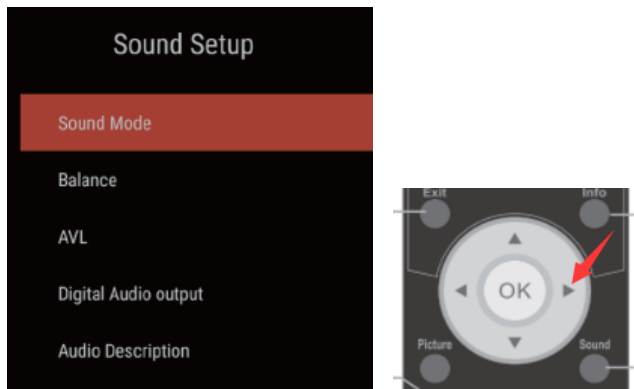 Sound Setup
Sound Mode
Balance
AVL
Digital Audio output
Audio Description
Exit
Info
OK
Picture
Sound